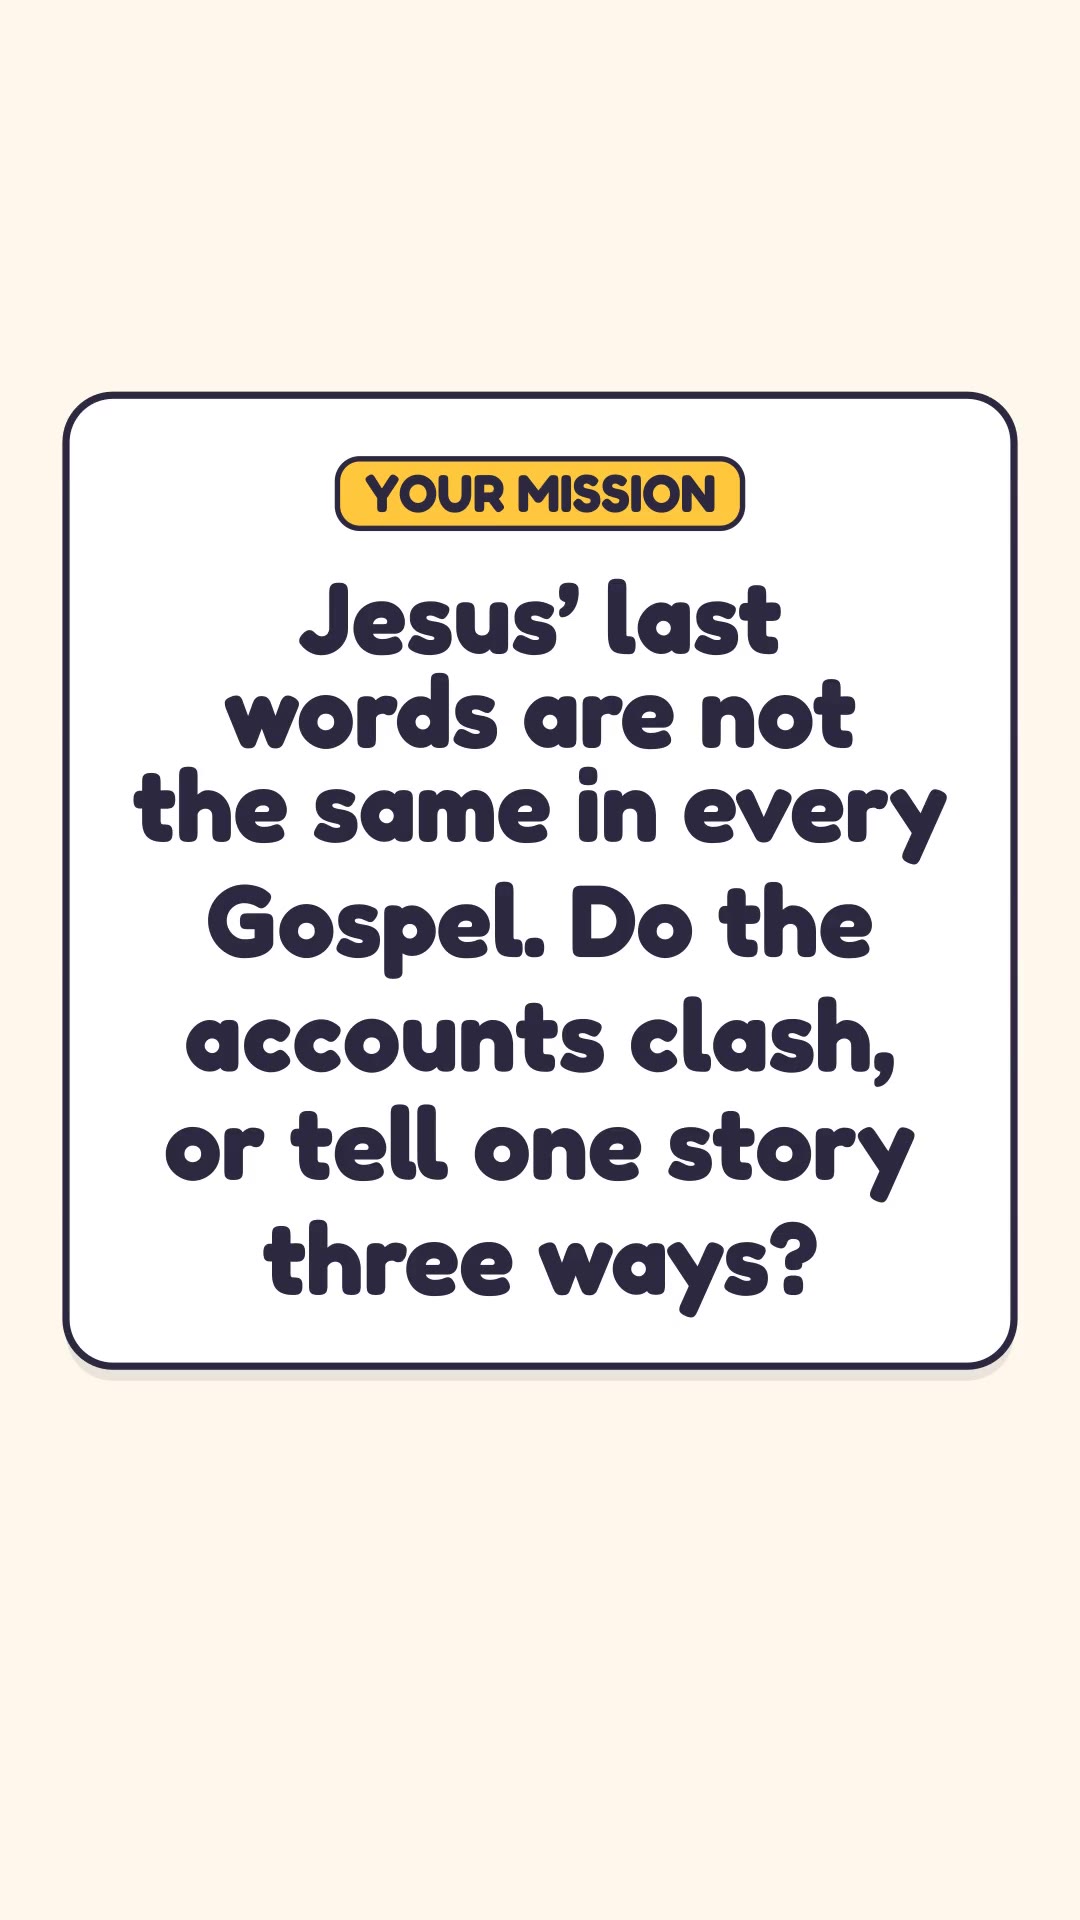 YOUR MISSION
Jesus’ last
words are not
the same in every
Gospel. Do the
accounts clash,
or tell one story
three ways?